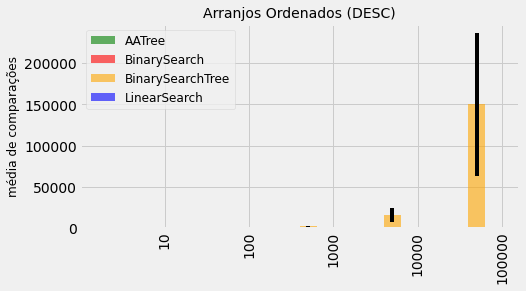 Arranjos Ordenados (DESC)
AATree
BinarySearch
BinarySearchTree
LinearSearch
média de comparações
200000
150000
100000
50000
0
10
100
1000
10000
100000